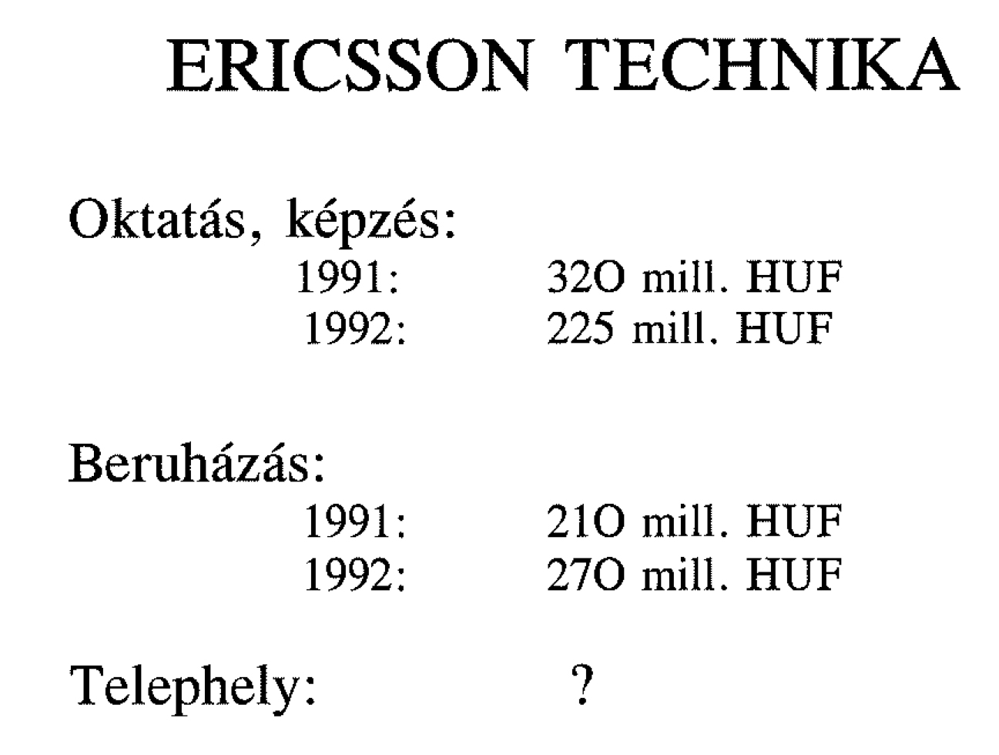 ERICSSON TECHNIKA
Oktatás, képzés:
1991: 32O mill. HUF
1992: 225 mill. HUF
Beruházás:
1991: 21O mill. HUF
1992: 27O mill. HUF
Telephely: ?